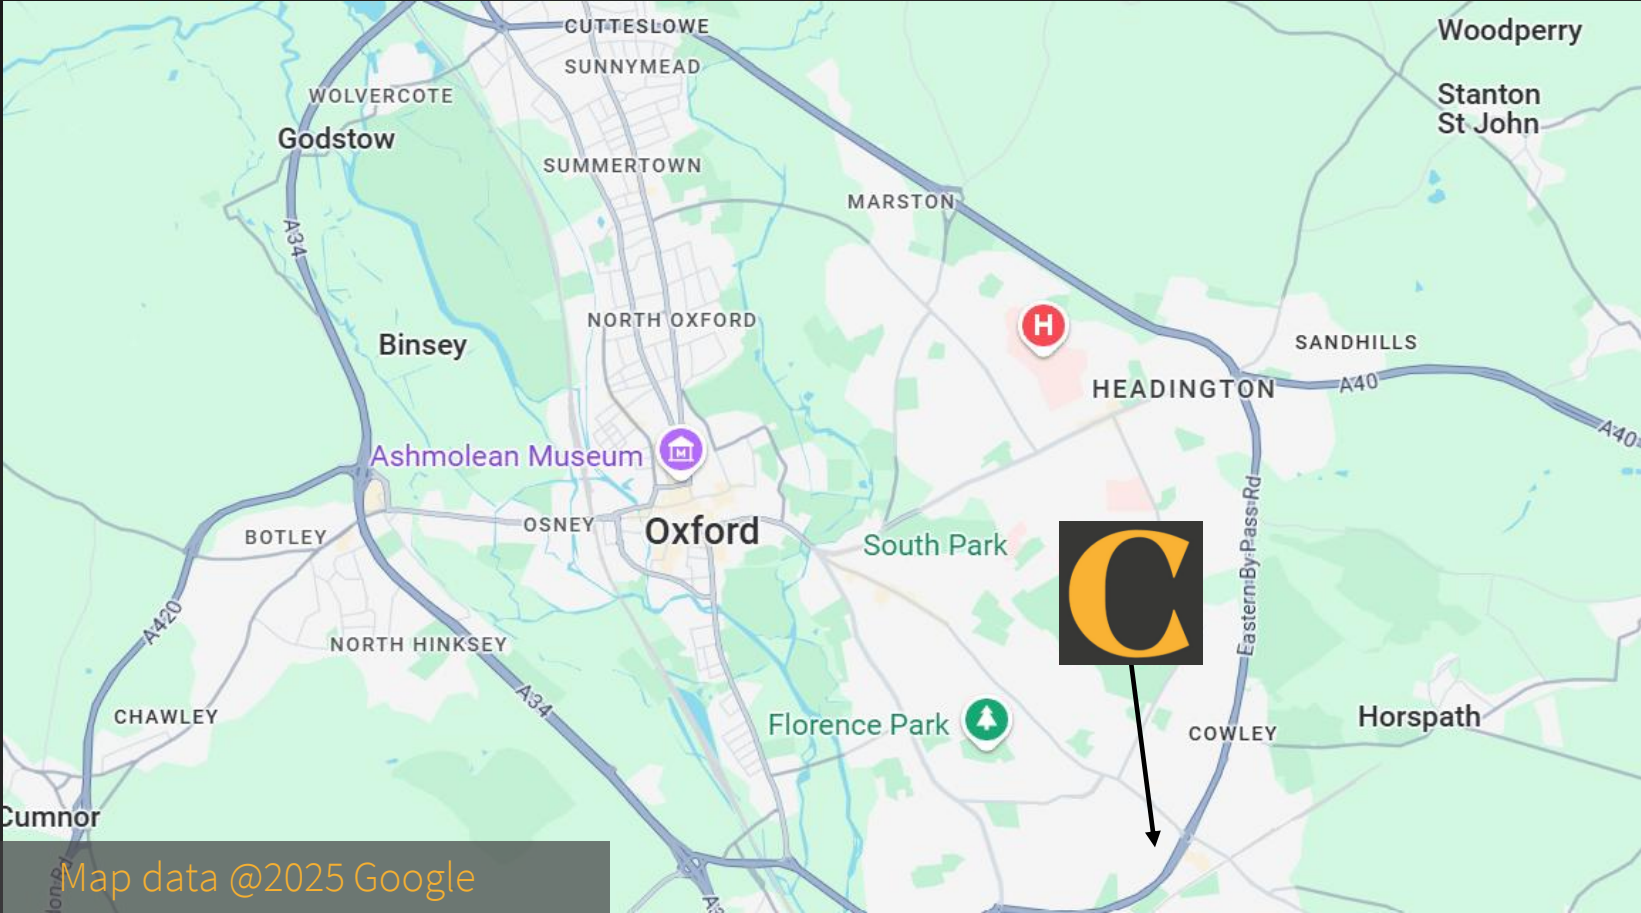 CUTTESLOWE
Woodperry
SUNNYMEAD
WOLVERCOTE
Stanton
St John
Godstow
SUMMERTOWN
MARSTON
A34
NORTH OXFORD
H
Binsey
SANDHILLS
HEADINGTON
A40
A40
Ashmolean Museum
M
Eastern By-Pass Rd
BOTLEY
OSNEY
Oxford
South Park
C
A420
NORTH HINKSEY
A34
CHAWLEY
Florence Park
COWLEY
Horspath
Cumnor
Map data @2025 Google